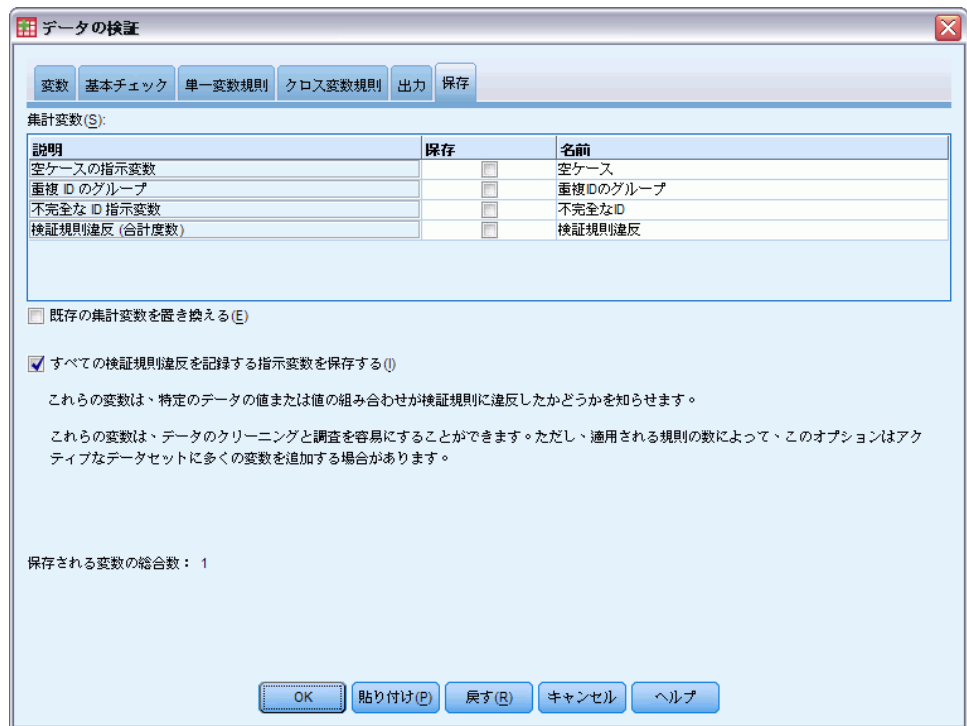 データの検証
変数 基本チェック 単一変数規則 クロス変数規則 出力 保存
集計変数(S):
説明 保存 名前
空ケースの指示変数 空ケース
重複 ID のグループ 重複IDのグループ
不完全な ID 指示変数 不完全なID
検証規則違反 (合計度数) 検証規則違反
既存の集計変数を置き換える(E)
すべての検証規則違反を記録する指示変数を保存する(I)
これらの変数は、特定のデータの値または値の組み合わせが検証規則に違反したかどうかを知らせます。
これらの変数は、データのクリーニングと調査を容易にすることができます。ただし、適用される規則の数によって、このオプションはアク
ティブなデータセットに多くの変数を追加する場合があります。
保存される変数の総合数： 1
OK 貼り付け(P) 戻す(R) キャンセル ヘルプ